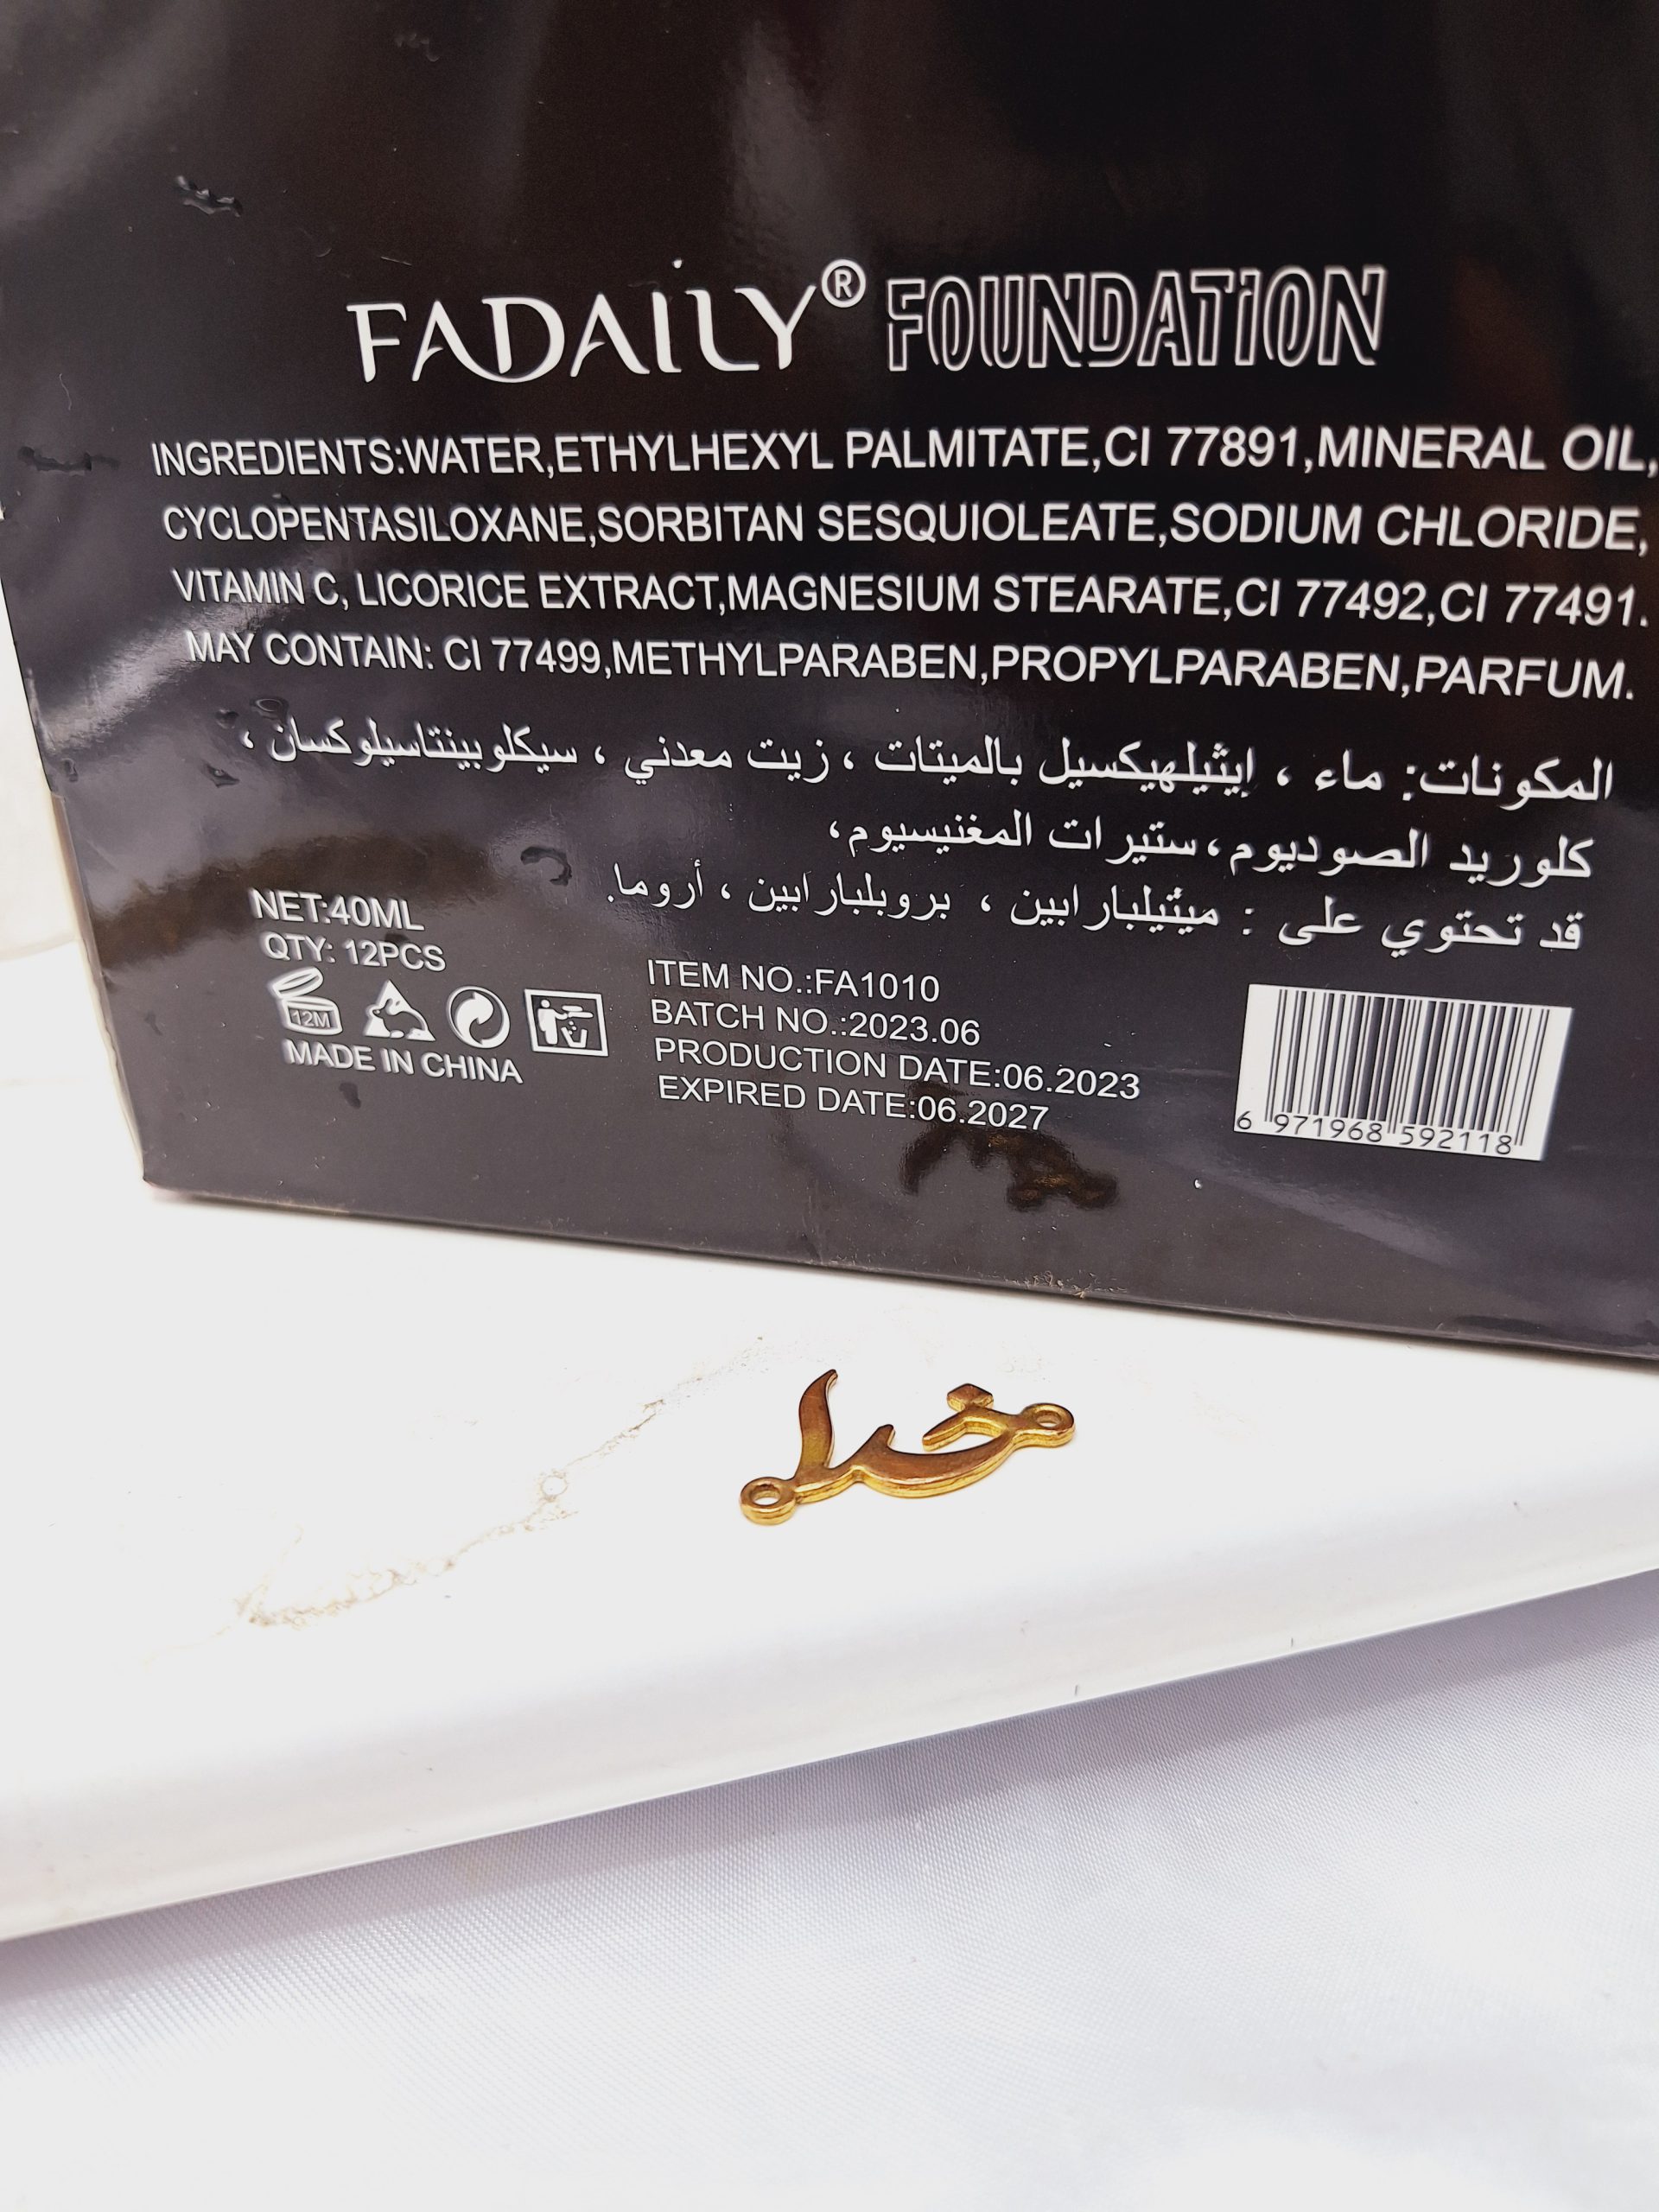 FADAILY® FOUNDATION
INGREDIENTS:WATER,ETHYLHEXYL PALMITATE,CI 77891,MINERAL OIL,
CYCLOPENTASILOXANE,SORBITAN SESQUIOLEATE,SODIUM CHLORIDE,
VITAMIN C, LICORICE EXTRACT,MAGNESIUM STEARATE,CI 77492,CI 77491.
MAY CONTAIN: CI 77499,METHYLPARABEN,PROPYLPARABEN,PARFUM.
المكونات: ماء ، إيثيلهيكسيل بالميتات ، زيت معدني ، سيكلوبينتاسيلوكسان ،
كلوريد الصوديوم، ستيرات المغنيسيوم،
قد تحتوي على : ميثيلبارابين ، بروبلبارابين ، أروما.
NET:40ML
QTY: 12PCS
12M
MADE IN CHINA
ITEM NO.:FA1010
BATCH NO.:2023.06
PRODUCTION DATE:06.2023
EXPIRED DATE:06.2027
6 971968 592118
خدا